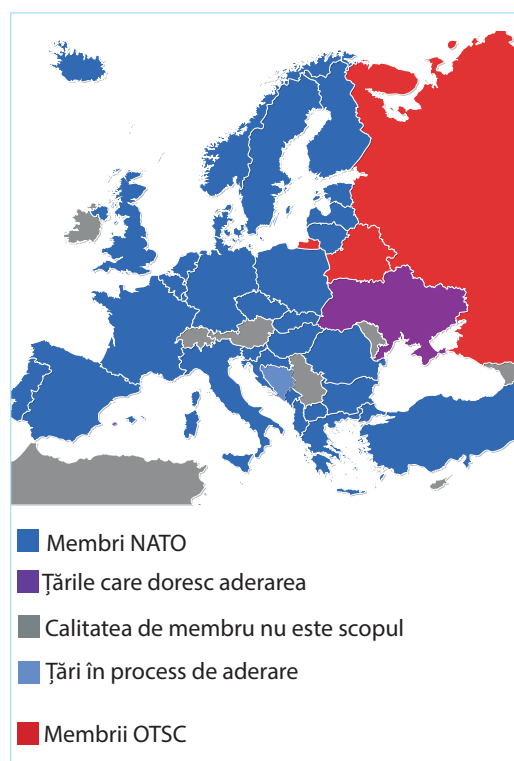 Membri NATO
Țările care doresc aderarea
Calitatea de membru nu este scopul
Țări în process de aderare
Membrii OTSC